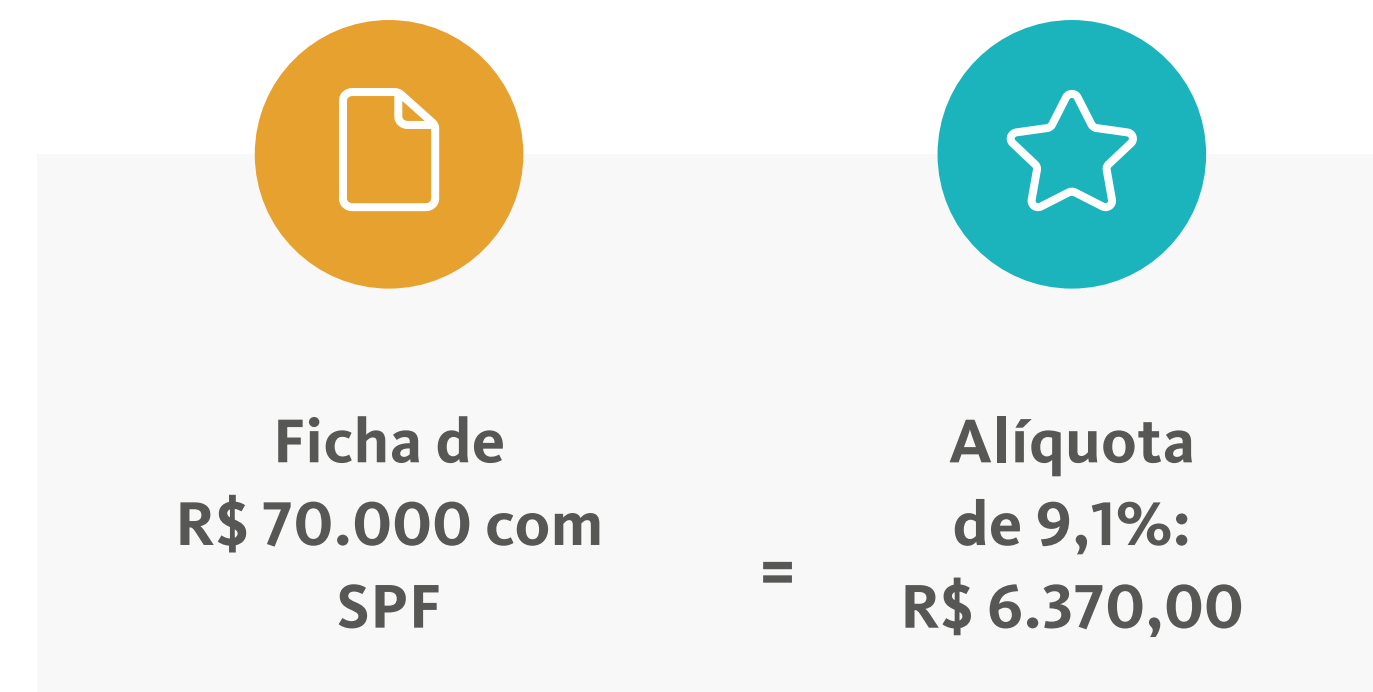 Ficha de
R$ 70.000 com
SPF
=
Alíquota
de 9,1%:
R$ 6.370,00